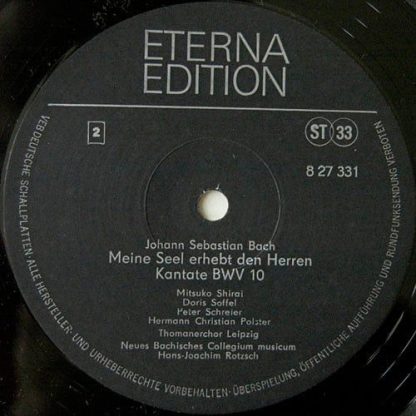 ETERNA
EDITION
2
ST 33
8 27 331
Johann Sebastian Bach
Meine Seel erhebt den Herren
Kantate BWV 10
Mitsuko Shirai
Doris Soffel
Peter Schreier
Hermann Christian Polster
Thomanerchor Leipzig
Neues Bachisches Collegium musicum
Hans-Joachim Rotzsch
VEB DEUTSCHE SCHALLPLATTEN · ALLE HERSTELLER- UND URHEBERRECHTE VORBEHALTEN · ÜBERSPIELUNG, ÖFFENTLICHE AUFFÜHRUNG UND RUNDFUNKSENDUNG VERBOTEN